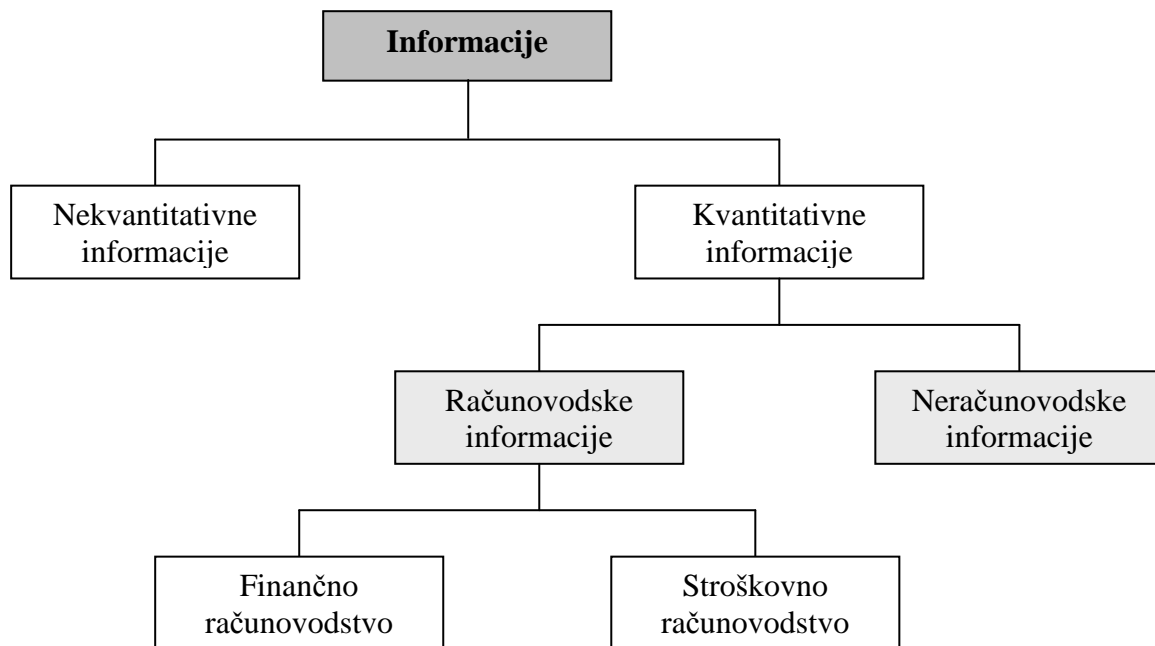 Informacije
Nekvantitativne
informacije
Kvantitativne
informacije
Računovodske
informacije
Neračunovodske
informacije
Finančno
računovodstvo
Stroškovno
računovodstvo